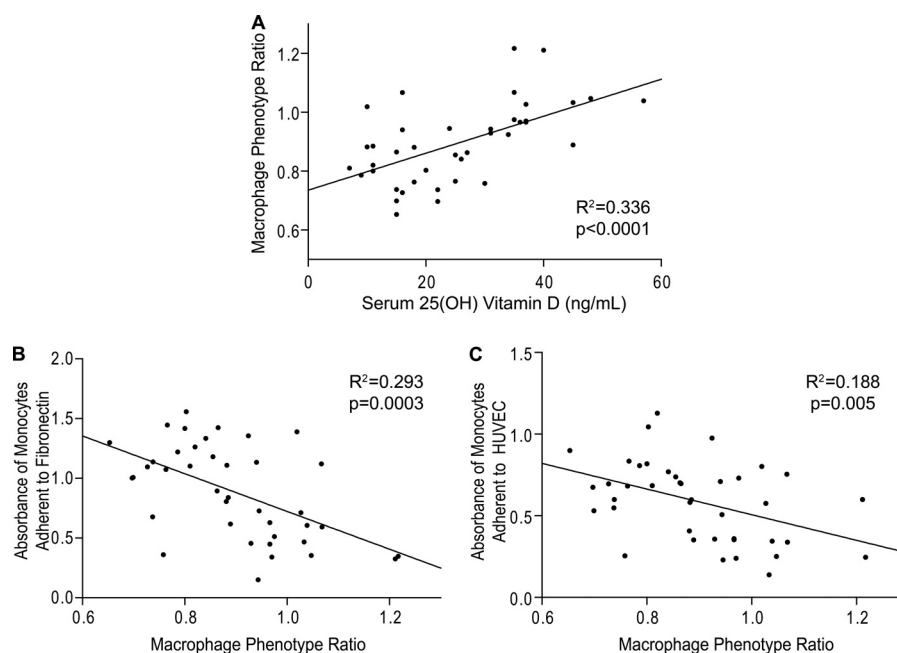 A
Macrophage Phenotype Ratio
1.2
1.0
0.8
0.6
R²=0.336
p<0.0001
0
20
40
60
Serum 25(OH) Vitamin D (ng/mL)
B
Absorbance of Monocytes
Adherent to Fibronectin
2.0
1.5
1.0
0.5
0.0
R²=0.293
p=0.0003
0.6
0.8
1.0
1.2
Macrophage Phenotype Ratio
C
Absorbance of Monocytes
Adherent to HUVEC
1.5
1.0
0.5
0.0
R²=0.188
p=0.005
0.6
0.8
1.0
1.2
Macrophage Phenotype Ratio